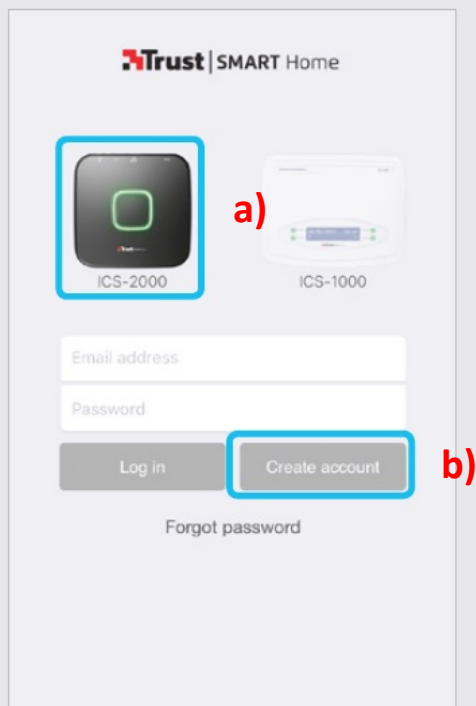 Trust | SMART Home
a)
ICS-2000
ICS-1000
Email address
Password
Log in
Create account
b)
Forgot password